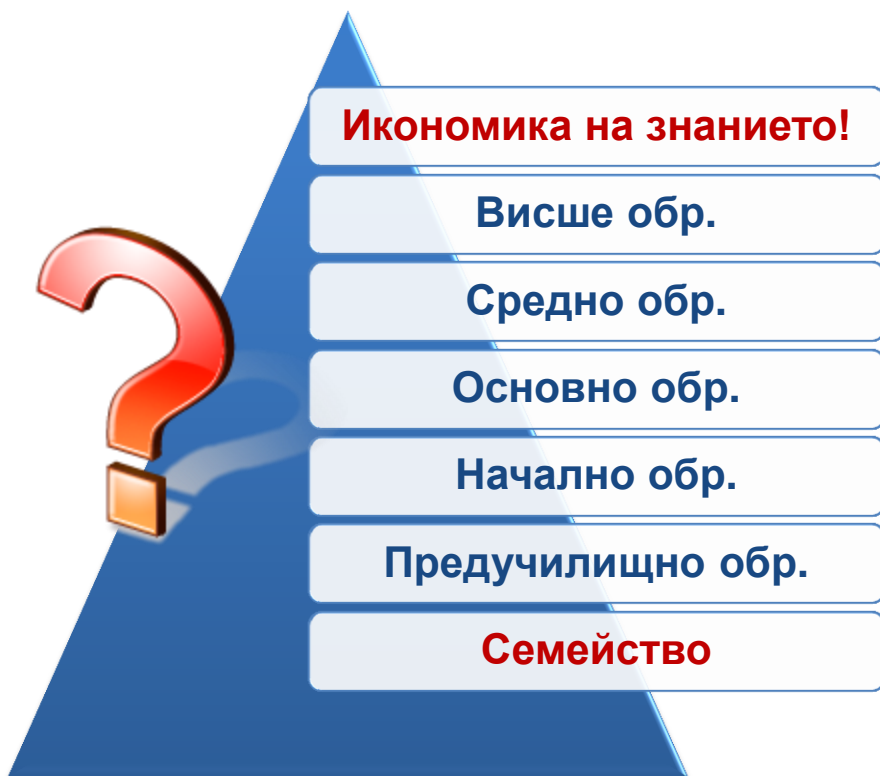 Икономика на знанието!
Висше обр.
Средно обр.
Основно обр.
Начално обр.
Предучилищно обр.
Семейство